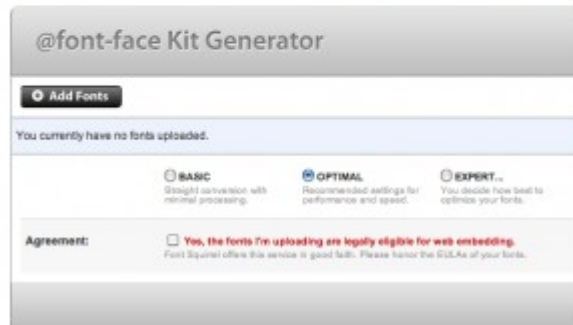 @font-face Kit Generator
Add Fonts
You currently have no fonts uploaded.
BASIC
Straight conversion with
minimal processing.
OPTIMAL
Recommended settings for
performance and speed.
EXPERT...
You decide how best to
optimize your fonts.
Agreement:
Yes, the fonts I'm uploading are legally eligible for web embedding.
Font Squirrel offers this service in good faith. Please honor the EULAs of your fonts.